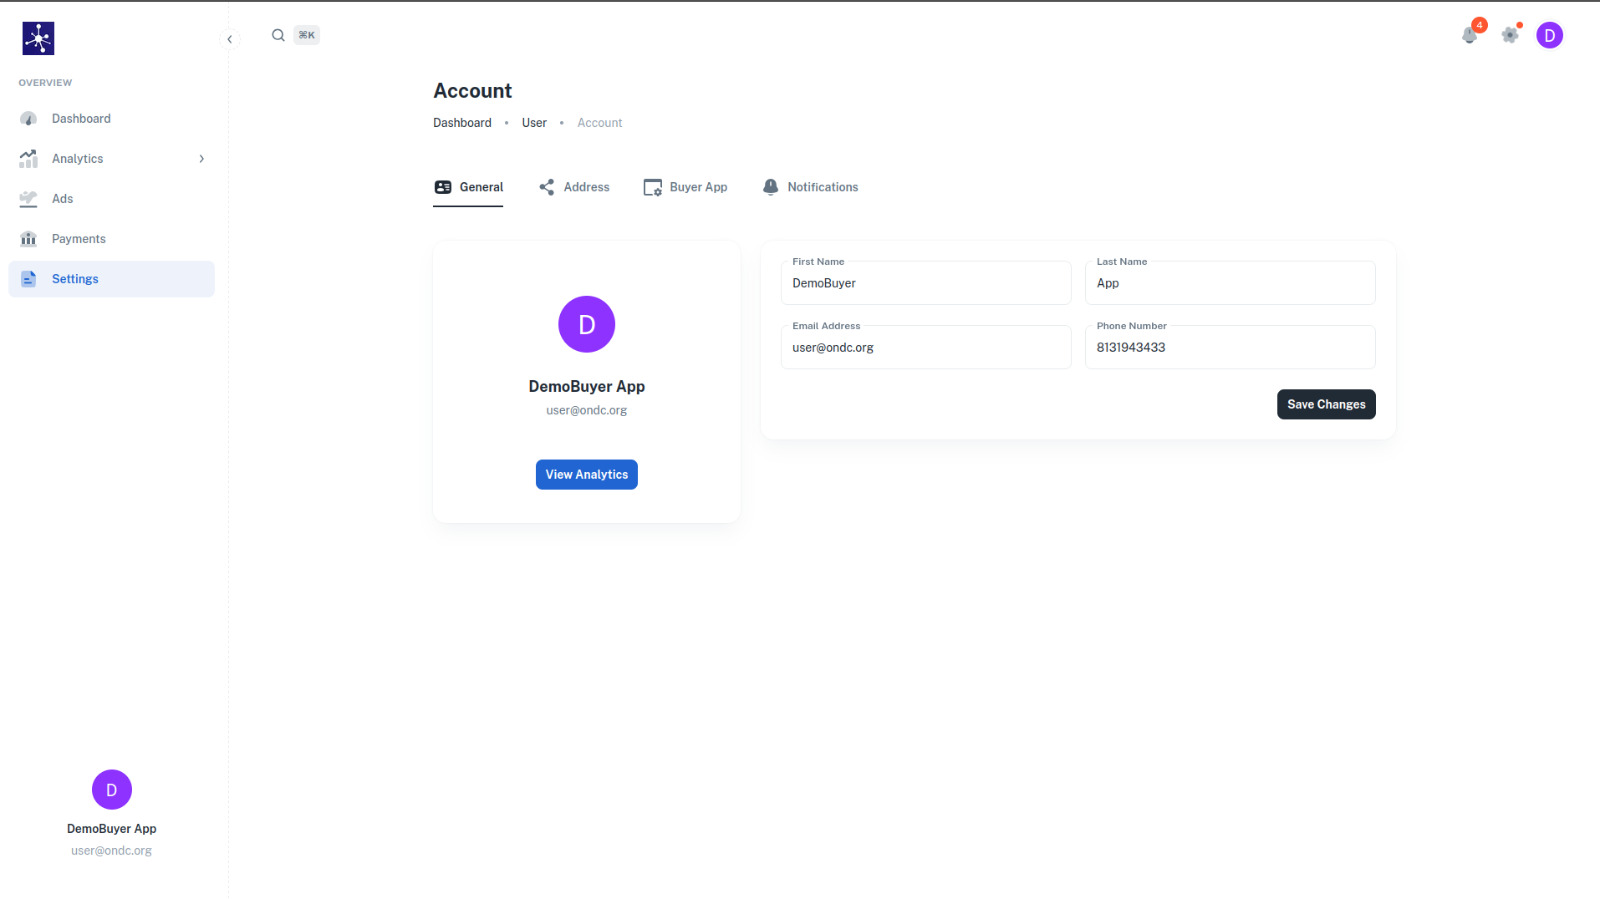 ⌘K
4
D
OVERVIEW
Dashboard
Analytics
Ads
Payments
Settings
Account
Dashboard • User • Account
General
Address
Buyer App
Notifications
D
DemoBuyer App
user@ondc.org
View Analytics
First Name
DemoBuyer
Last Name
App
Email Address
user@ondc.org
Phone Number
8131943433
Save Changes
D
DemoBuyer App
user@ondc.org